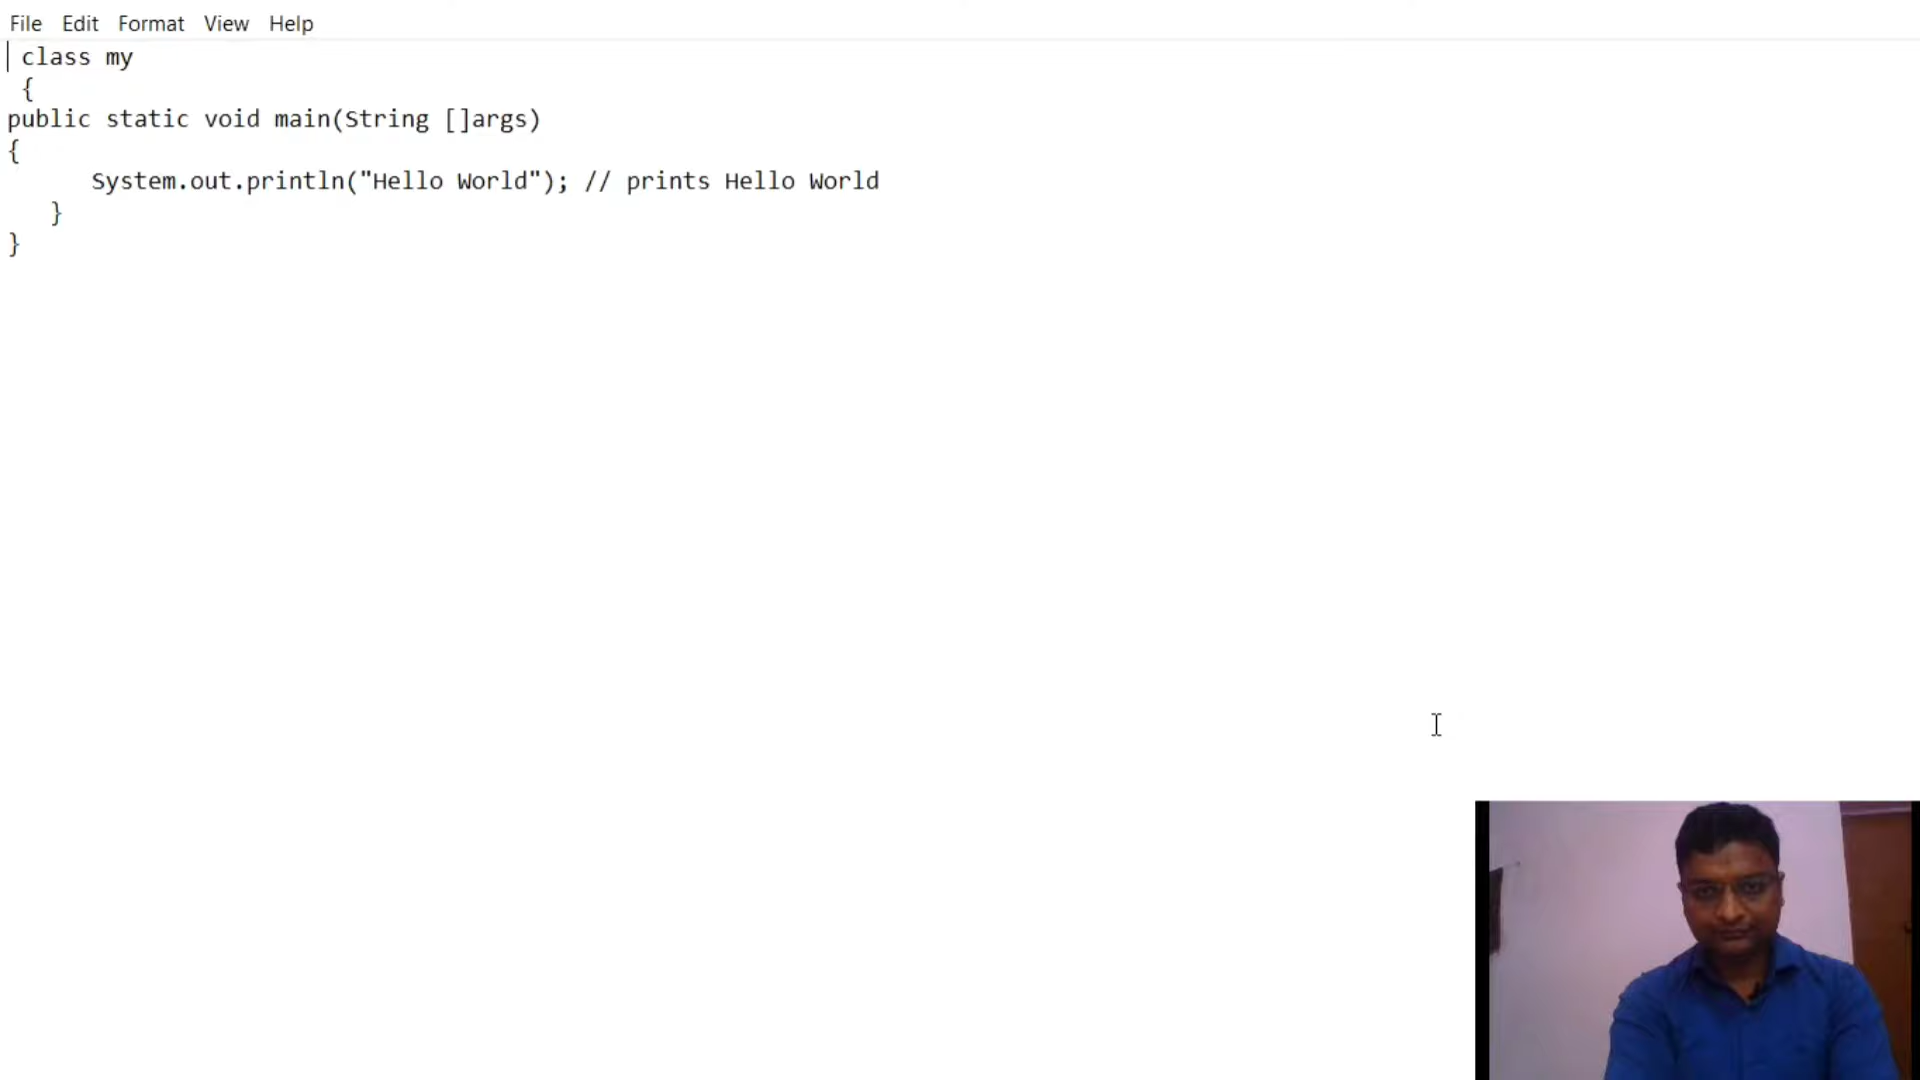 File Edit Format View Help
class my
{
public static void main(String []args)
{
System.out.println("Hello World"); // prints Hello World
}
}